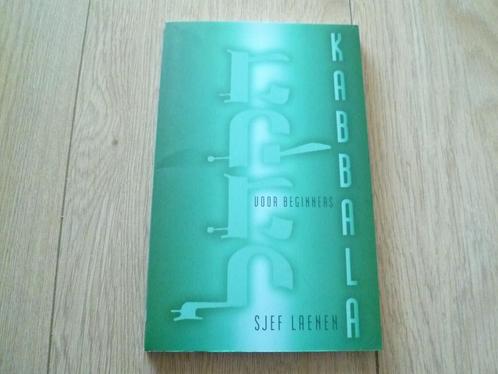 KABBALA
VOOR BEGINNERS
SJEF LAENEN